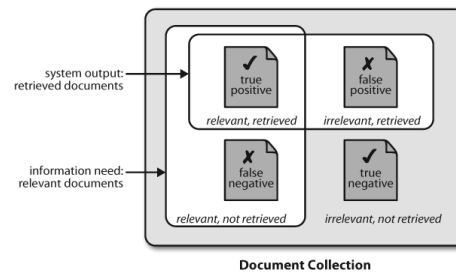 system output:
retrieved documents
✓
true
positive
✗
false
positive
relevant, retrieved
irrelevant, retrieved
information need:
relevant documents
✗
false
negative
✓
true
negative
relevant, not retrieved
irrelevant, not retrieved
Document Collection